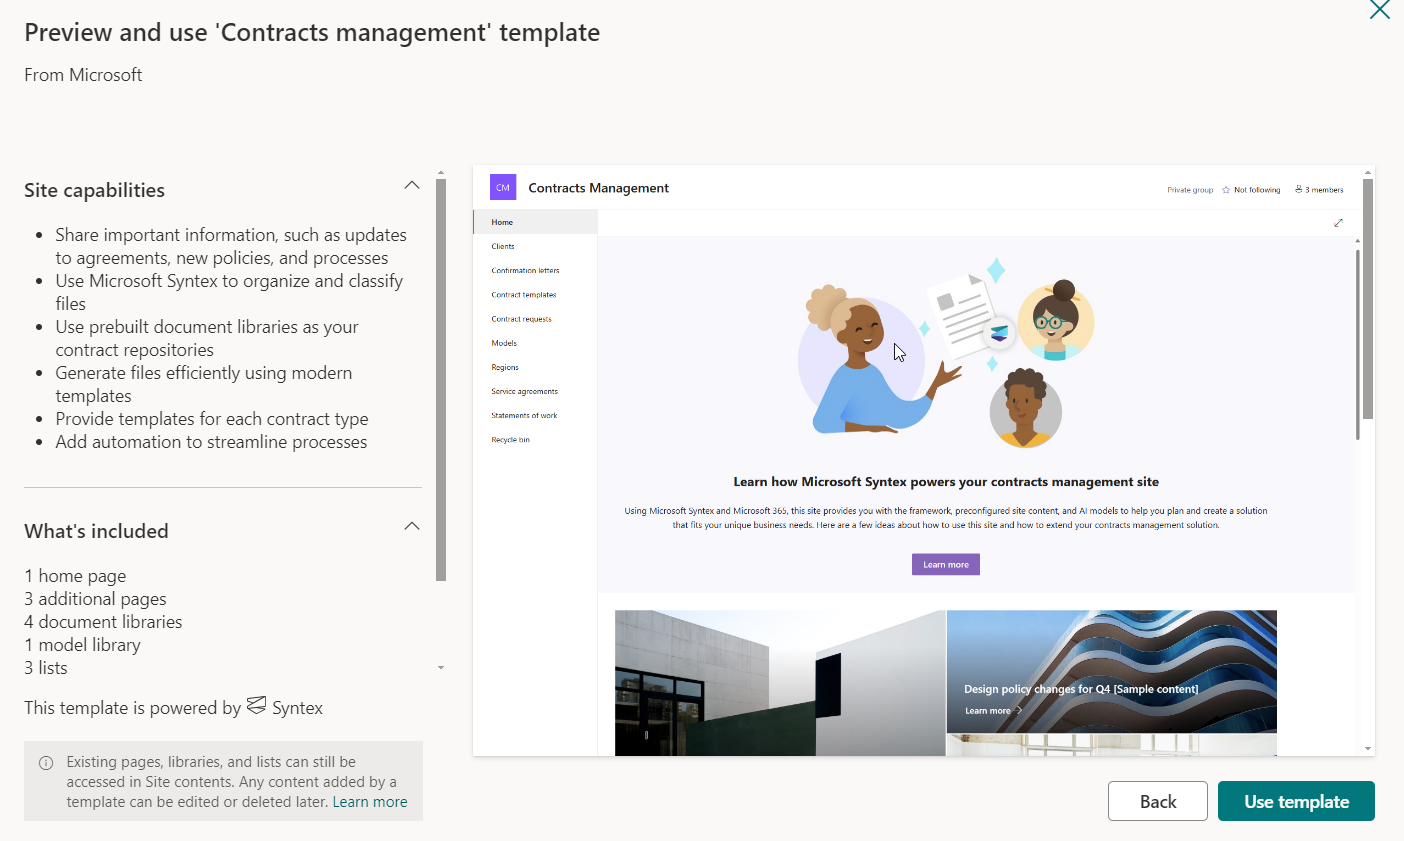 Preview and use 'Contracts management' template
From Microsoft
Site capabilities
Share important information, such as updates
to agreements, new policies, and processes
Use Microsoft Syntex to organize and classify
files
Use prebuilt document libraries as your
contract repositories
Generate files efficiently using modern
templates
Provide templates for each contract type
Add automation to streamline processes
What's included
1 home page
3 additional pages
4 document libraries
1 model library
3 lists
This template is powered by Syntex
Existing pages, libraries, and lists can still be
accessed in Site contents. Any content added by a
template can be edited or deleted later. Learn more
CM Contracts Management
Private group Not following 3 members
Home
Clients
Confirmation letters
Contract templates
Contract requests
Models
Regions
Service agreements
Statements of work
Recycle bin
Learn how Microsoft Syntex powers your contracts management site
Using Microsoft Syntex and Microsoft 365, this site provides you with the framework, preconfigured site content, and AI models to help you plan and create a solution
that fits your unique business needs. Here are a few ideas about how to use this site and how to extend your contracts management solution.
Learn more
Design policy changes for Q4 [Sample content]
Learn more
Back
Use template